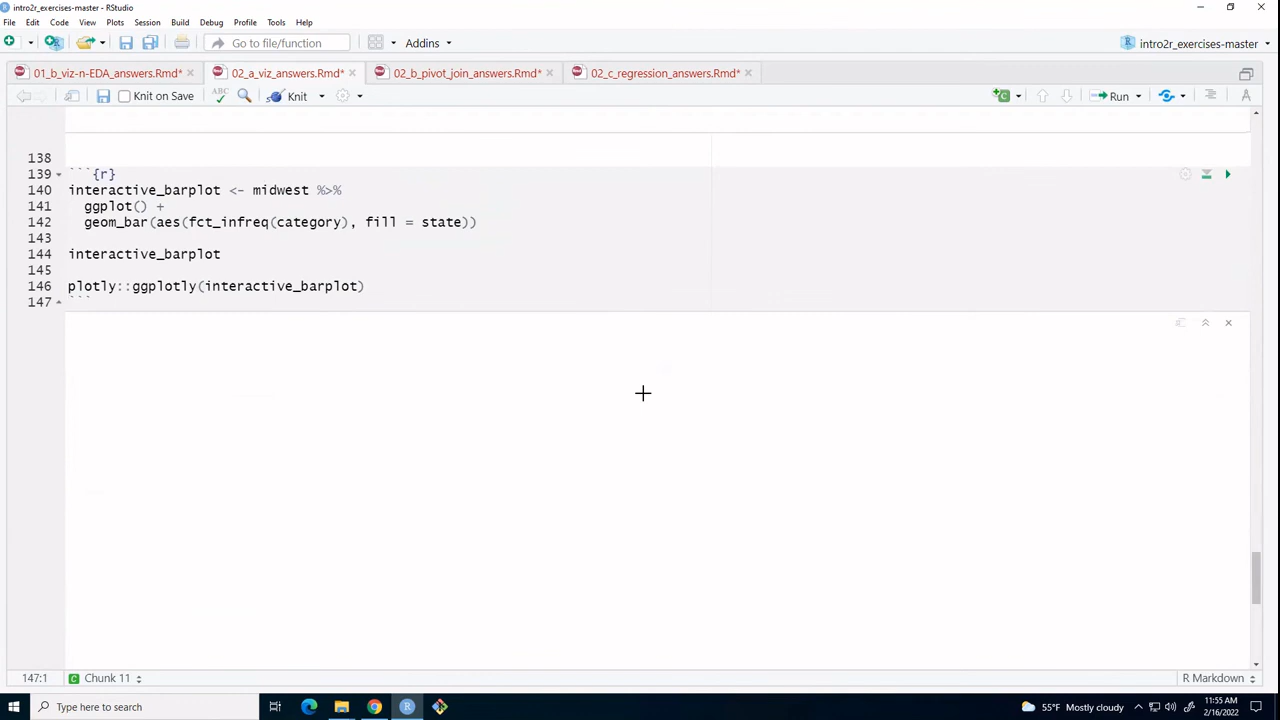 intro2r_exercises-master - RStudio
File Edit Code View Plots Session Build Debug Profile Tools Help
Go to file/function Addins intro2r_exercises-master
01_b_viz-n-EDA_answers.Rmd* 02_a_viz_answers.Rmd* 02_b_pivot_join_answers.Rmd* 02_c_regression_answers.Rmd*
Knit on Save ABC Knit Run
138
139 ```{r}
140 interactive_barplot <- midwest %>%
141 ggplot() +
142 geom_bar(aes(fct_infreq(category), fill = state))
143
144 interactive_barplot
145
146 plotly::ggplotly(interactive_barplot)
147 ```
147:1 Chunk 11 R Markdown
Type here to search 55°F Mostly cloudy 11:55 AM
2/16/2022